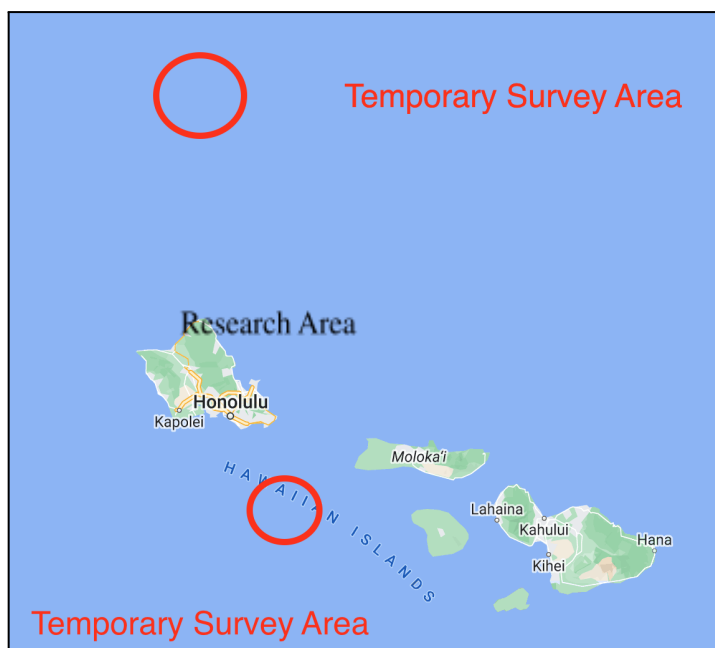 Temporary Survey Area
Research Area
Honolulu
Kapolei
Moloka'i
HAWAIIAN ISLANDS
Lahaina
Kahului
Hana
Kihei
Temporary Survey Area